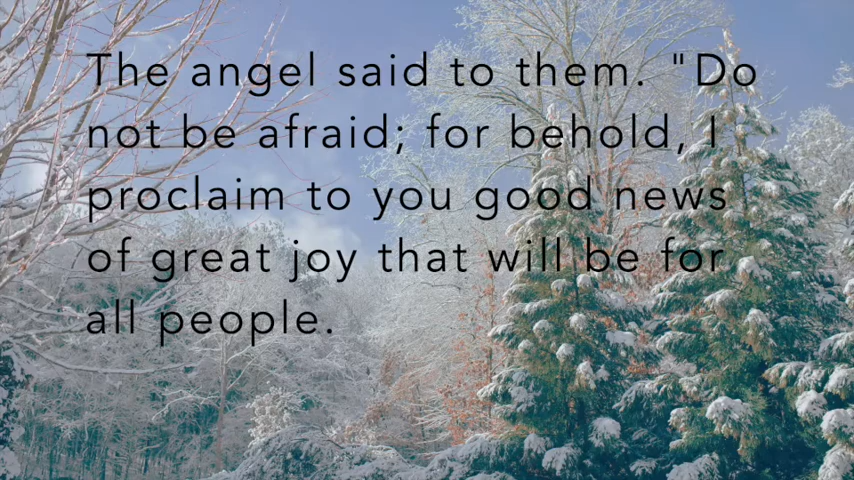 The angel said to them. "Do
not be afraid; for behold, I
proclaim to you good news
of great joy that will be for
all people.